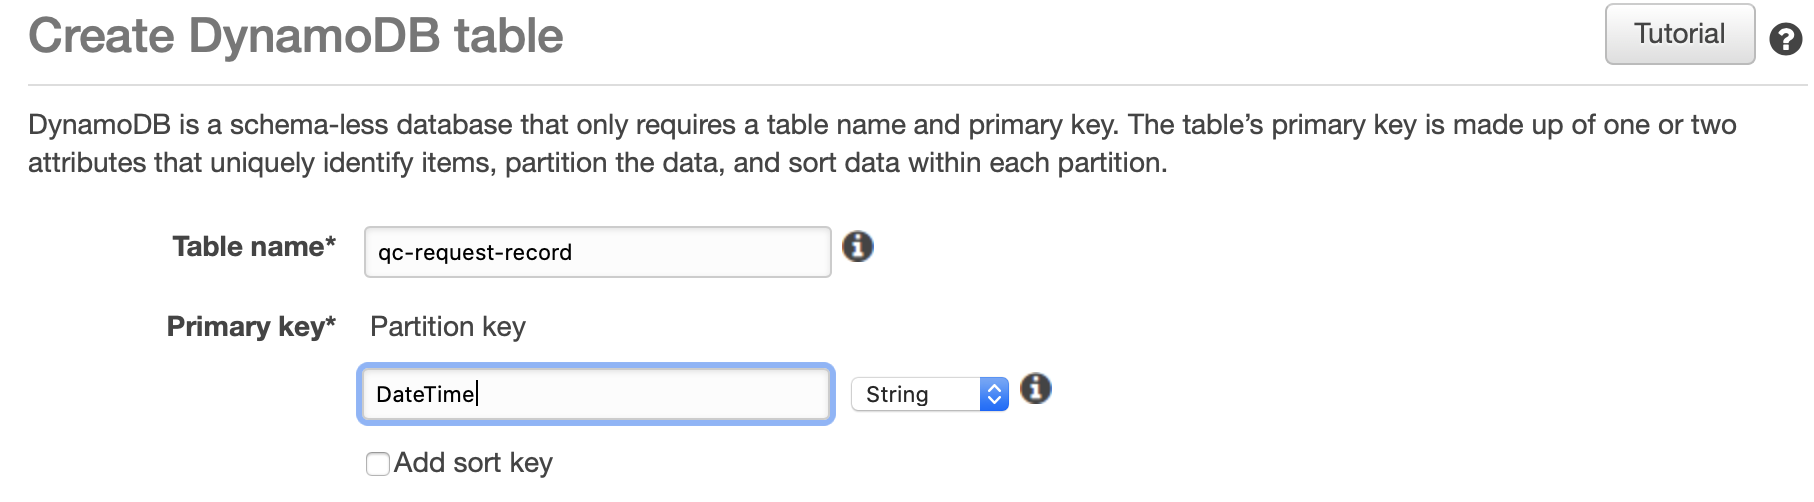 Create DynamoDB table
Tutorial
DynamoDB is a schema-less database that only requires a table name and primary key. The table’s primary key is made up of one or two
attributes that uniquely identify items, partition the data, and sort data within each partition.
Table name*
qc-request-record
Primary key*
Partition key
DateTime
String
Add sort key